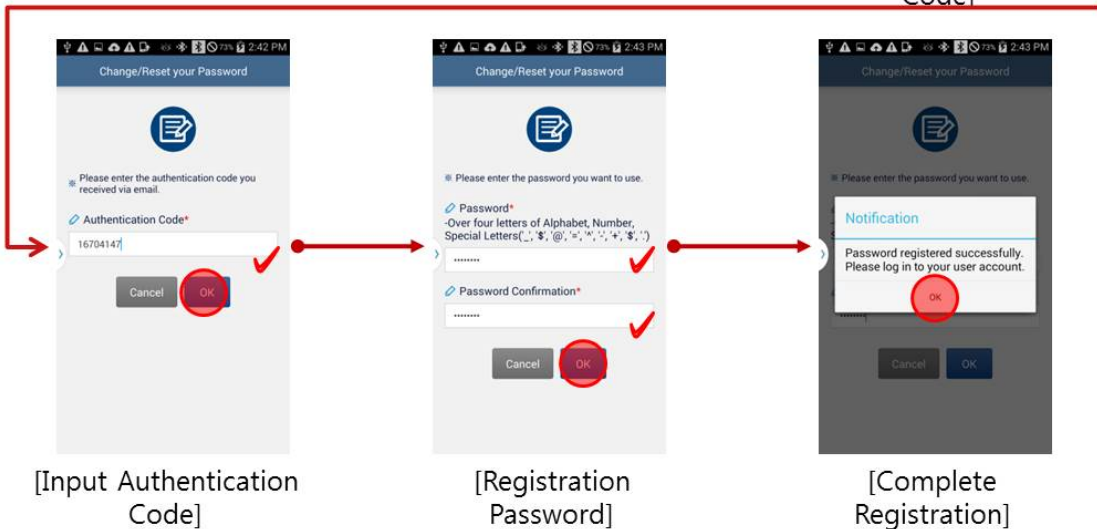 Code]
73% 2:42 PM
Change/Reset your Password
※ Please enter the authentication code you
received via email.
Authentication Code*
16704147
Cancel OK
[Input Authentication
Code]
73% 2:43 PM
Change/Reset your Password
※ Please enter the password you want to use.
Password*
-Over four letters of Alphabet, Number,
Special Letters('_', '$', '@', '=', '^', '-', '+', '$', '.')
········
Password Confirmation*
········
Cancel OK
[Registration
Password]
73% 2:43 PM
Change/Reset your Password
※ Please enter the password you want to use.
Notification
Password registered successfully.
Please log in to your user account.
OK
Cancel OK
[Complete
Registration]